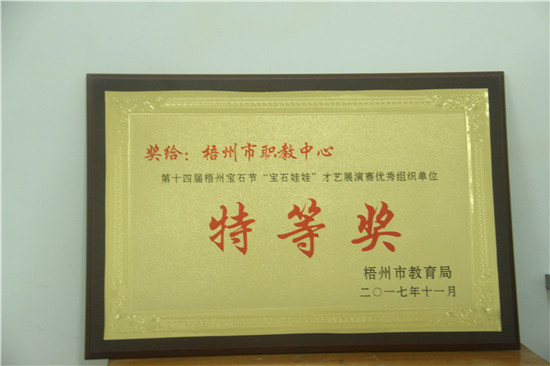 奖给：梧州市职教中心
第十四届梧州宝石节“宝石娃娃”才艺展演赛优秀组织单位
特等奖
梧州市教育局
二〇一七年十一月